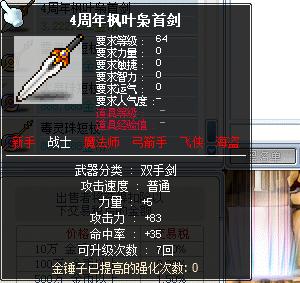 4周年枫叶枭首剑
要求等级： 64
要求力量： 0
要求敏捷： 0
要求智力： 0
要求运气： 0
要求人气度： -
道具等级 -
道具经验值 -
新手 战士 魔法师 弓箭手 飞侠 海盗
武器分类 : 双手剑
攻击速度 : 普通
力量 : +5
攻击力 : +83
命中率 : +35
可升级次数 : 7回
金锤子已提高的强化次数: 0